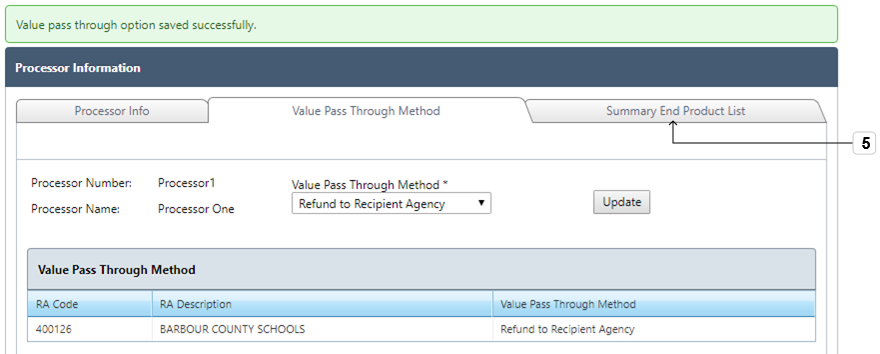 Value pass through option saved successfully.
Processor Information
Processor Info Value Pass Through Method Summary End Product List
5
Processor Number: Processor1 Value Pass Through Method *
Processor Name: Processor One Refund to Recipient Agency Update
Value Pass Through Method
RA Code RA Description Value Pass Through Method
400126 BARBOUR COUNTY SCHOOLS Refund to Recipient Agency